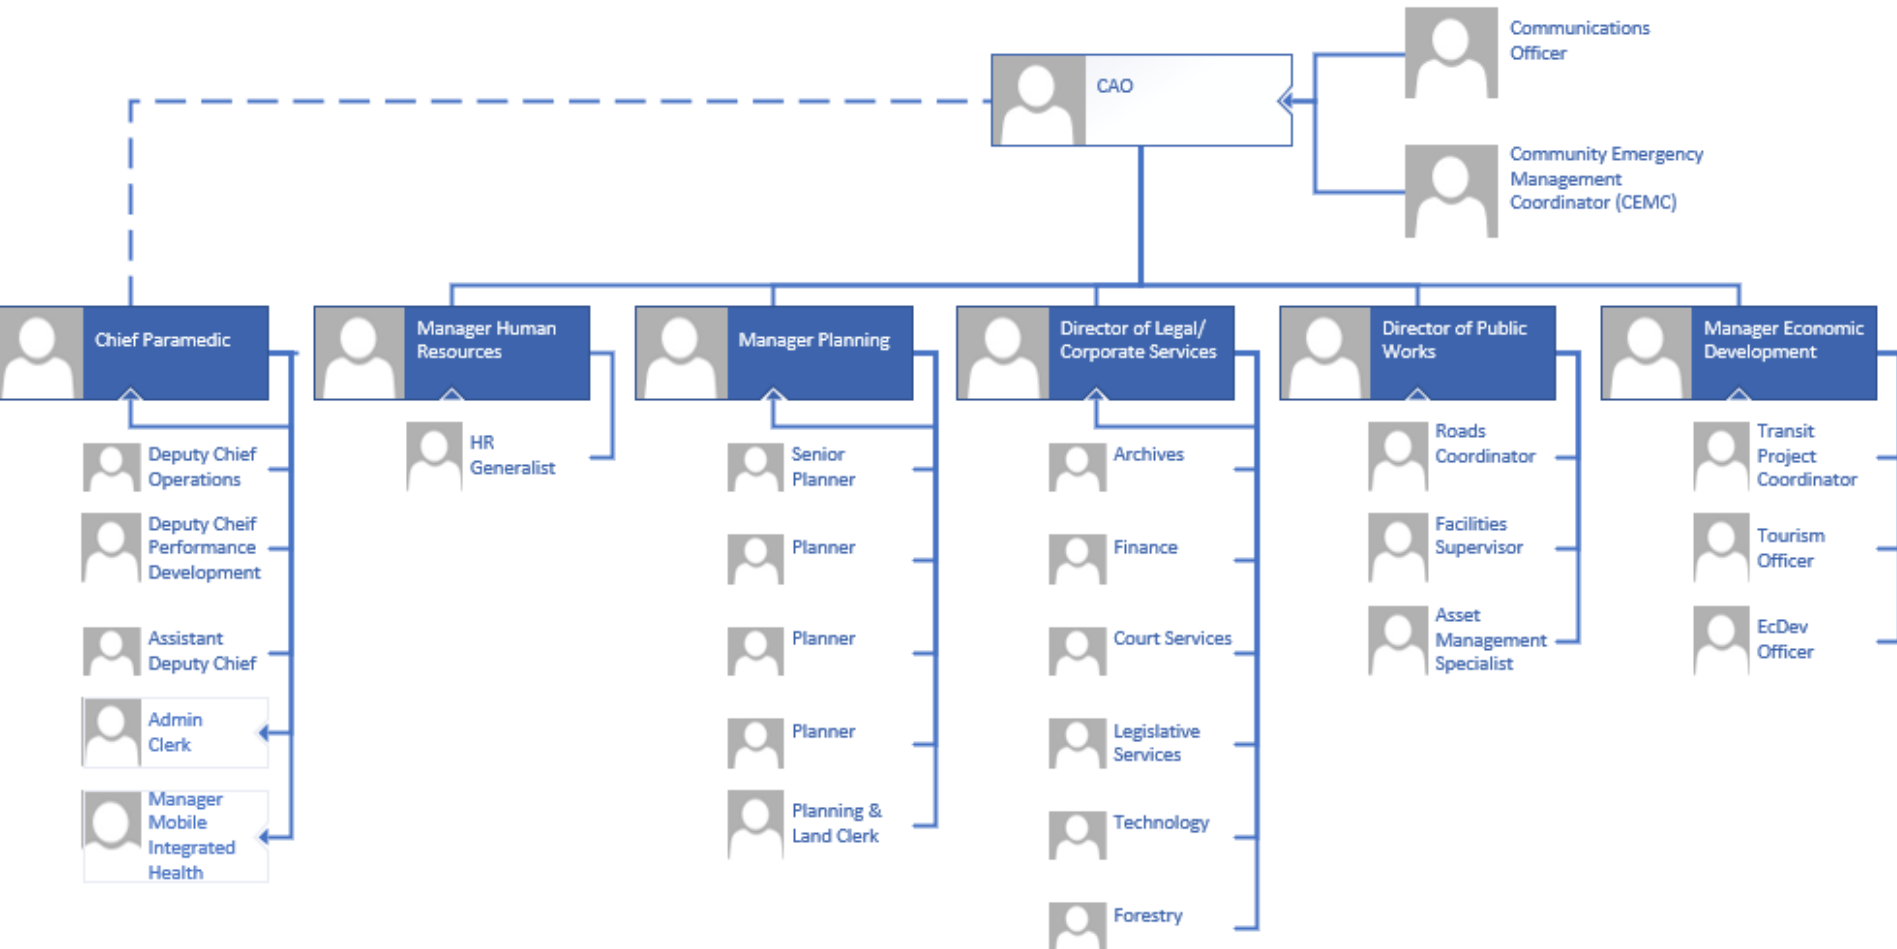 Communications
Officer
CAO
Community Emergency
Management
Coordinator (CEMC)
Chief Paramedic
Manager Human
Resources
Manager Planning
Director of Legal/
Corporate Services
Director of Public
Works
Manager Economic
Development
Deputy Chief
Operations
Deputy Cheif
Performance
Development
Assistant
Deputy Chief
Admin
Clerk
Manager
Mobile
Integrated
Health
HR
Generalist
Senior
Planner
Planner
Planner
Planner
Planning &
Land Clerk
Archives
Finance
Court Services
Legislative
Services
Technology
Forestry
Roads
Coordinator
Facilities
Supervisor
Asset
Management
Specialist
Transit
Project
Coordinator
Tourism
Officer
EcDev
Officer